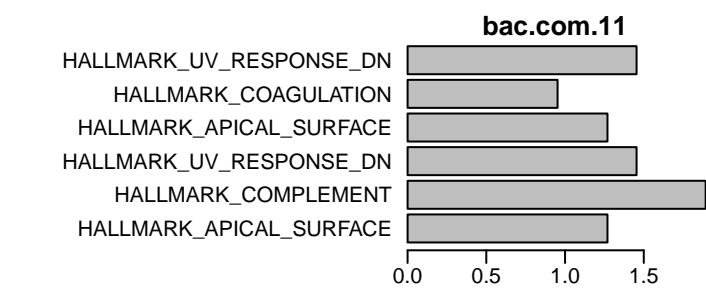 bac.com.11
HALLMARK_UV_RESPONSE_DN
HALLMARK_COAGULATION
HALLMARK_APICAL_SURFACE
HALLMARK_UV_RESPONSE_DN
HALLMARK_COMPLEMENT
HALLMARK_APICAL_SURFACE
0.0 0.5 1.0 1.5